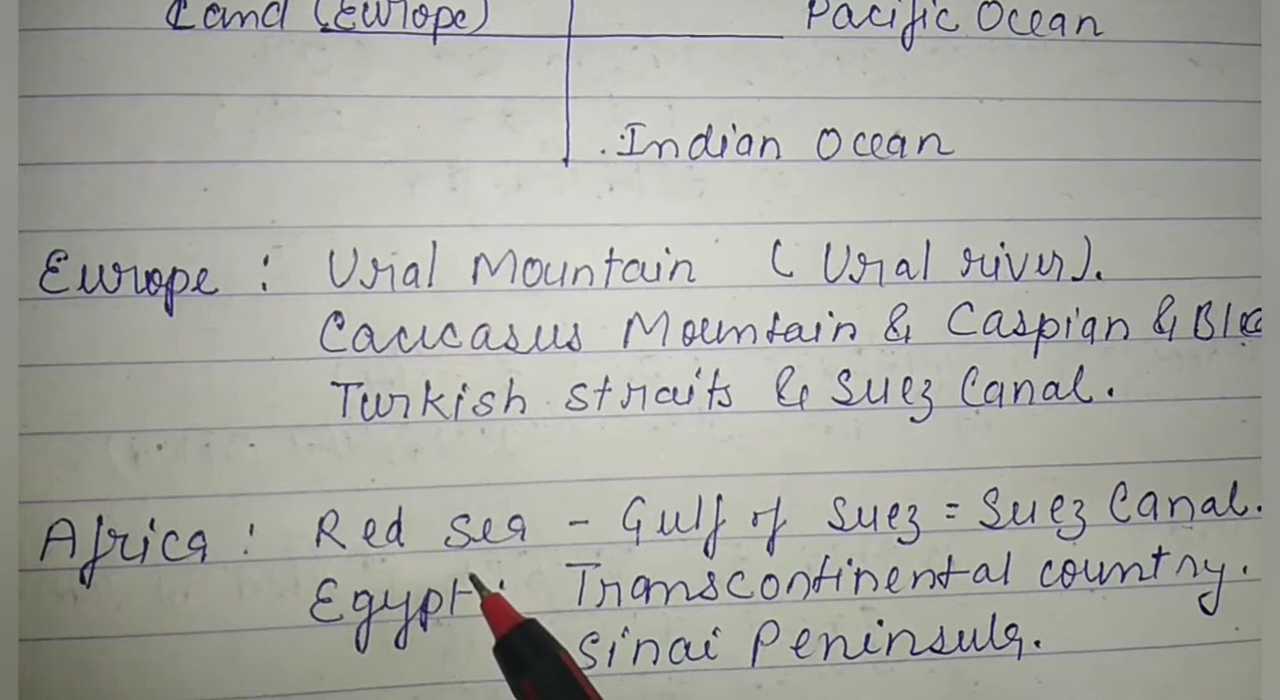 Land (Europe) Pacific Ocean
. Indian Ocean
Europe : Ural Mountain ( Ural river).
Caucasus Mountain & Caspian & Blac
Turkish straits & Suez Canal.
Africa : Red Sea - Gulf of Suez = Suez Canal.
Egypt: Transcontinental country.
Sinai Peninsula.